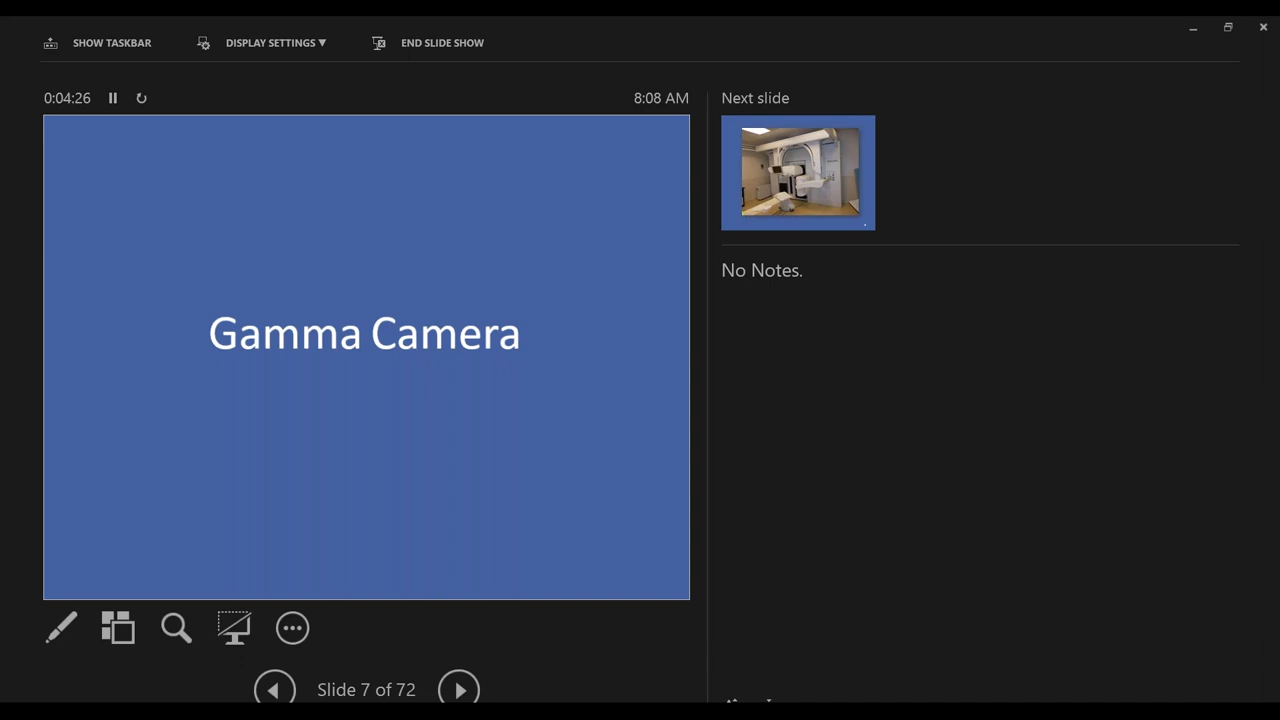 SHOW TASKBAR
DISPLAY SETTINGS ▼
END SLIDE SHOW
0:04:26
8:08 AM
Next slide
Gamma Camera
No Notes.
Slide 7 of 72